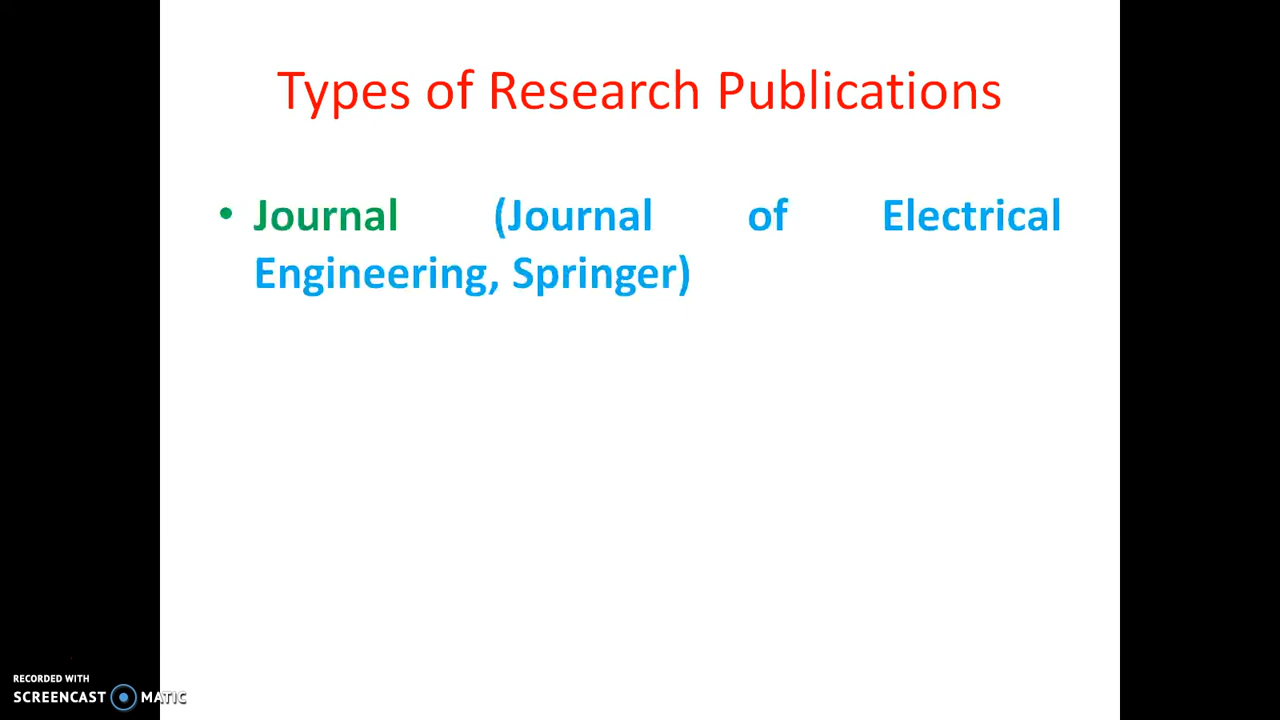 Types of Research Publications
• Journal (Journal of Electrical
Engineering, Springer)
RECORDED WITH
SCREENCAST MATIC